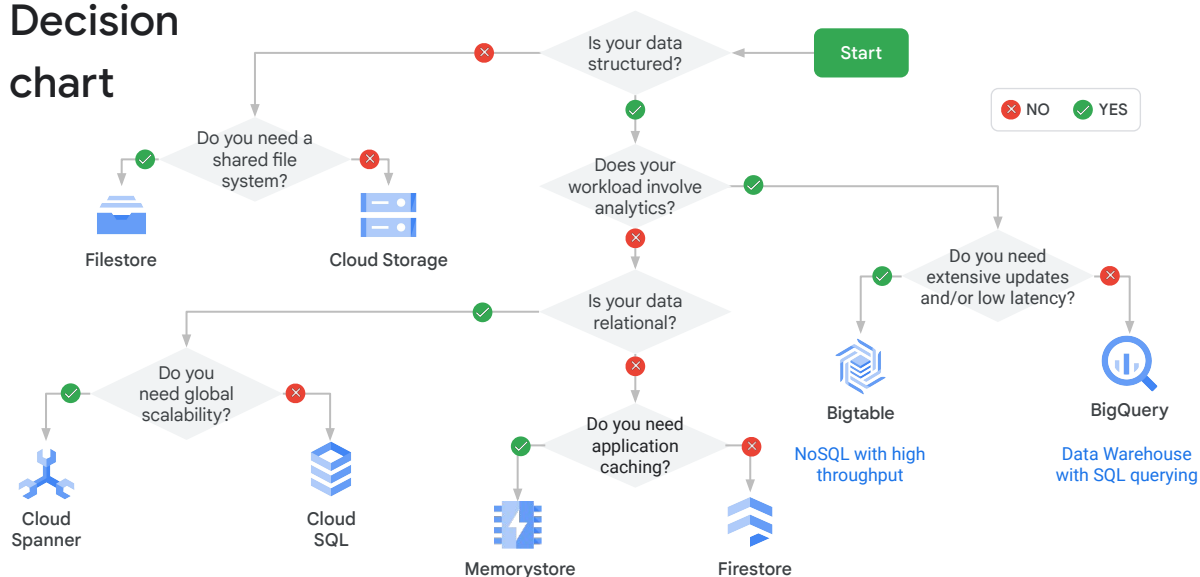 Decision
chart
Is your data
structured?
Start
NO
YES
Do you need a
shared file
system?
Does your
workload involve
analytics?
Filestore
Cloud Storage
Do you need
extensive updates
and/or low latency?
Is your data
relational?
Do you
need global
scalability?
Bigtable
BigQuery
Do you need
application
caching?
NoSQL with high
throughput
Data Warehouse
with SQL querying
Cloud
Spanner
Cloud
SQL
Memorystore
Firestore